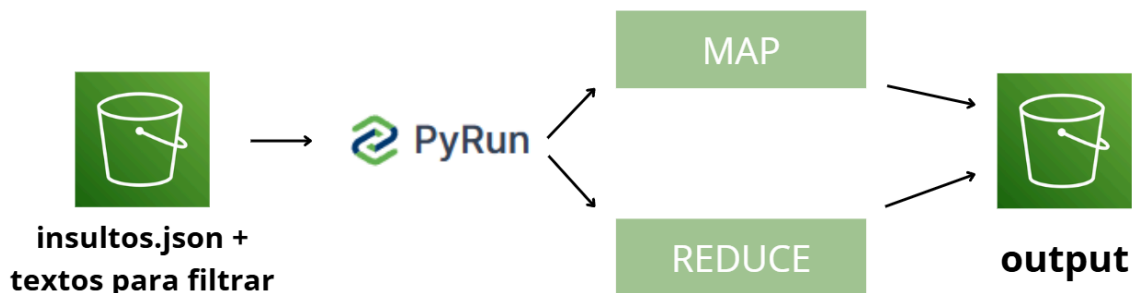 MAP
PyRun
insultos.json +
textos para filtrar
REDUCE
output